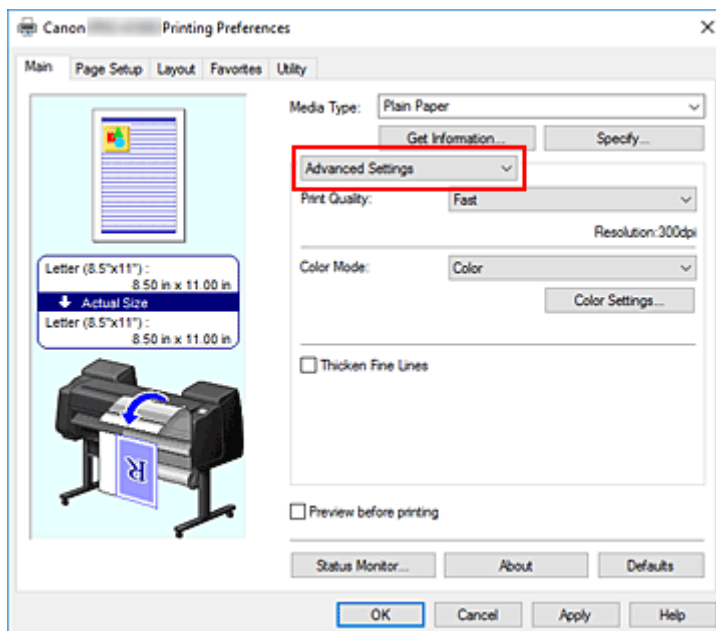 Canon Printing Preferences
Main Page Setup Layout Favorites Utility
Media Type: Plain Paper
Get Information... Specify...
Advanced Settings
Print Quality: Fast
Resolution:300dpi
Color Mode: Color
Color Settings...
Thicken Fine Lines
Letter (8.5"x11") :
8.50 in x 11.00 in
Actual Size
Letter (8.5"x11") :
8.50 in x 11.00 in
R
Preview before printing
Status Monitor... About Defaults
OK Cancel Apply Help